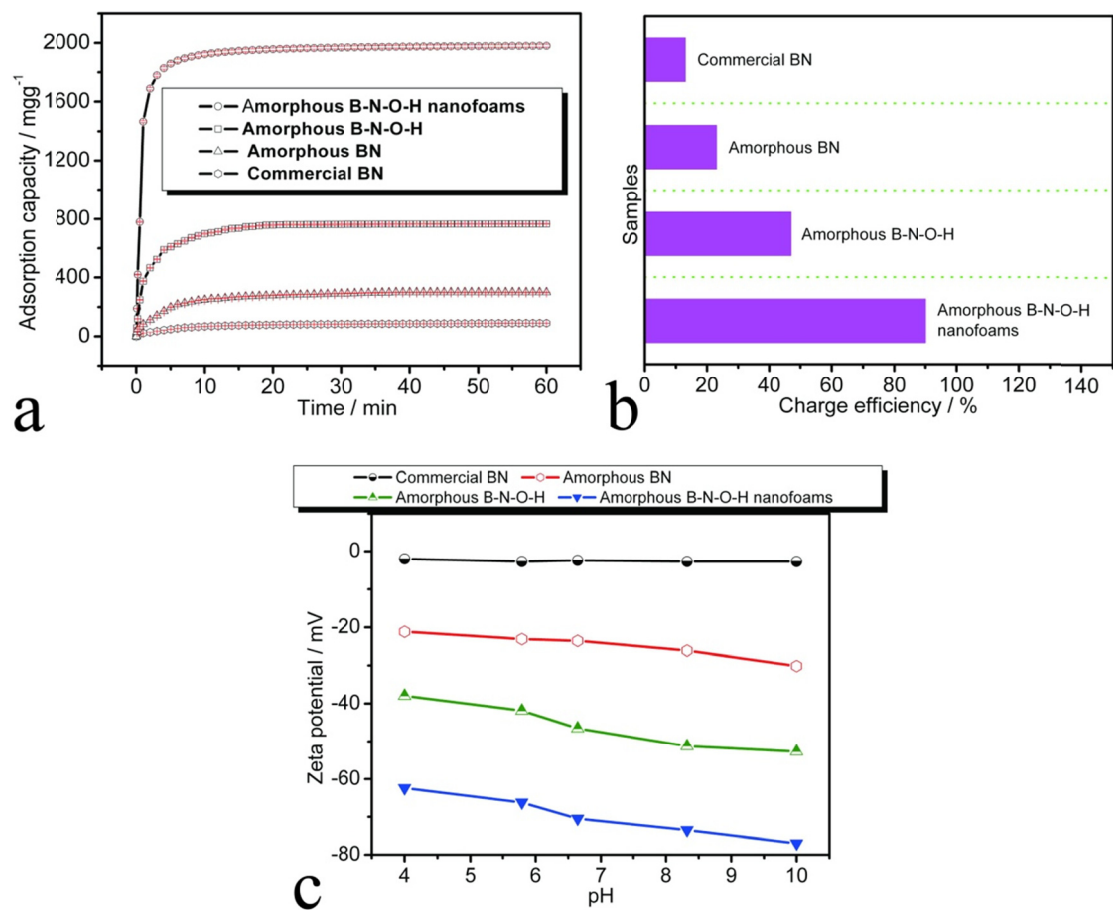 2000
1600
1200
800
400
0
Adsorption capacity / mgg⁻¹
Amorphous B-N-O-H nanofoams
Amorphous B-N-O-H
Amorphous BN
Commercial BN
0 10 20 30 40 50 60
Time / min
a
Samples
Commercial BN
Amorphous BN
Amorphous B-N-O-H
Amorphous B-N-O-H
nanofoams
0 20 40 60 80 100 120 140
Charge efficiency / %
b
Commercial BN Amorphous BN
Amorphous B-N-O-H Amorphous B-N-O-H nanofoams
0
-20
-40
-60
-80
Zeta potential / mV
4 5 6 7 8 9 10
pH
c